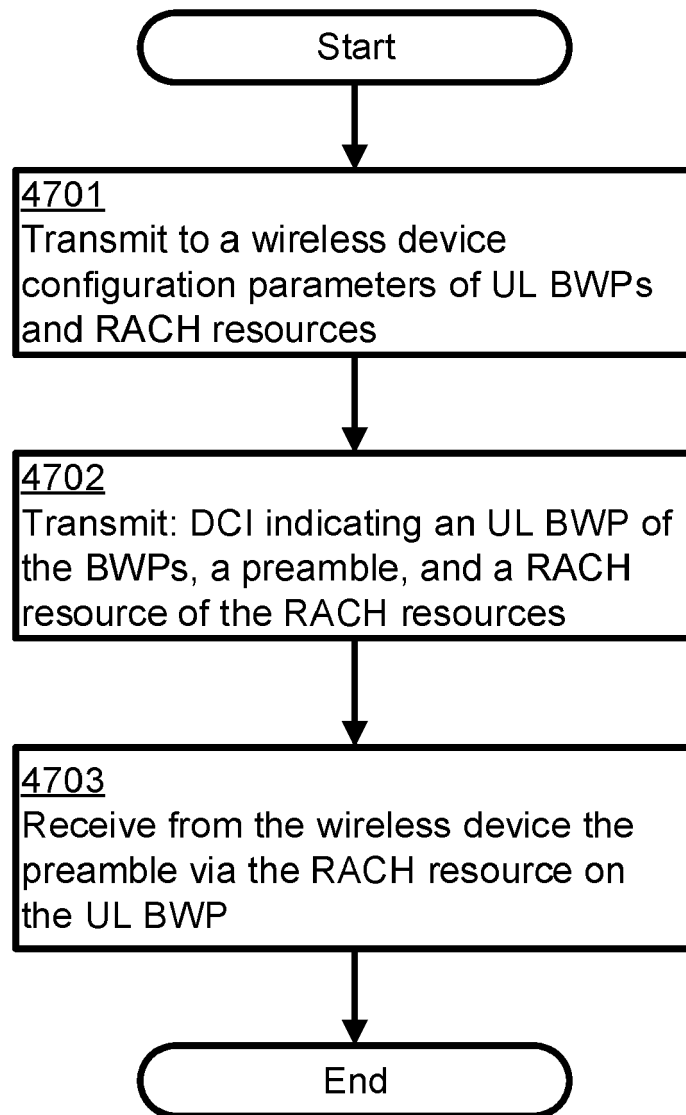 Start
4701
Transmit to a wireless device
configuration parameters of UL BWPs
and RACH resources
4702
Transmit: DCI indicating an UL BWP of
the BWPs, a preamble, and a RACH
resource of the RACH resources
4703
Receive from the wireless device the
preamble via the RACH resource on
the UL BWP
End